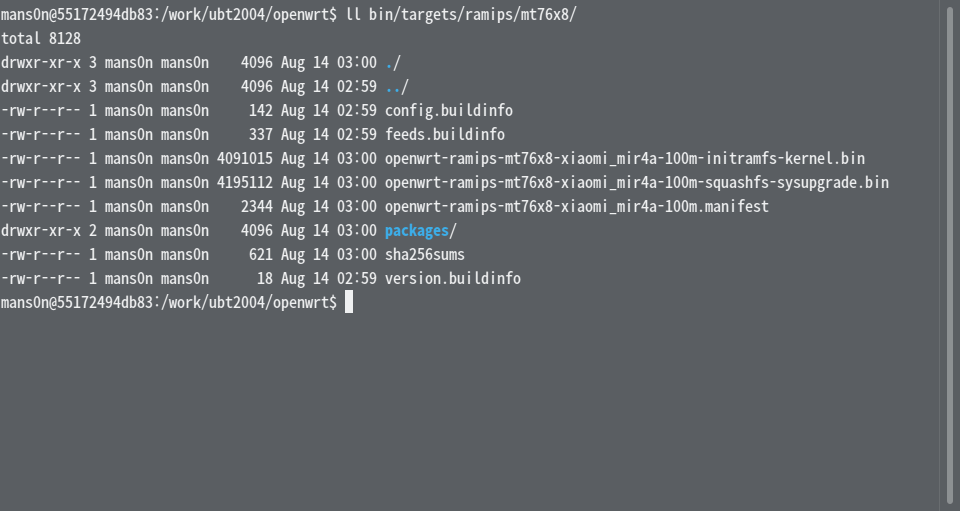 mans0n@55172494db83:/work/ubt2004/openwrt$ ll bin/targets/ramips/mt76x8/
total 8128
drwxr-xr-x 3 mans0n mans0n    4096 Aug 14 03:00 ./
drwxr-xr-x 3 mans0n mans0n    4096 Aug 14 02:59 ../
-rw-r--r-- 1 mans0n mans0n     142 Aug 14 02:59 config.buildinfo
-rw-r--r-- 1 mans0n mans0n     337 Aug 14 02:59 feeds.buildinfo
-rw-r--r-- 1 mans0n mans0n 4091015 Aug 14 03:00 openwrt-ramips-mt76x8-xiaomi_mir4a-100m-initramfs-kernel.bin
-rw-r--r-- 1 mans0n mans0n 4195112 Aug 14 03:00 openwrt-ramips-mt76x8-xiaomi_mir4a-100m-squashfs-sysupgrade.bin
-rw-r--r-- 1 mans0n mans0n    2344 Aug 14 03:00 openwrt-ramips-mt76x8-xiaomi_mir4a-100m.manifest
drwxr-xr-x 2 mans0n mans0n    4096 Aug 14 03:00 packages/
-rw-r--r-- 1 mans0n mans0n     621 Aug 14 03:00 sha256sums
-rw-r--r-- 1 mans0n mans0n      18 Aug 14 02:59 version.buildinfo
mans0n@55172494db83:/work/ubt2004/openwrt$